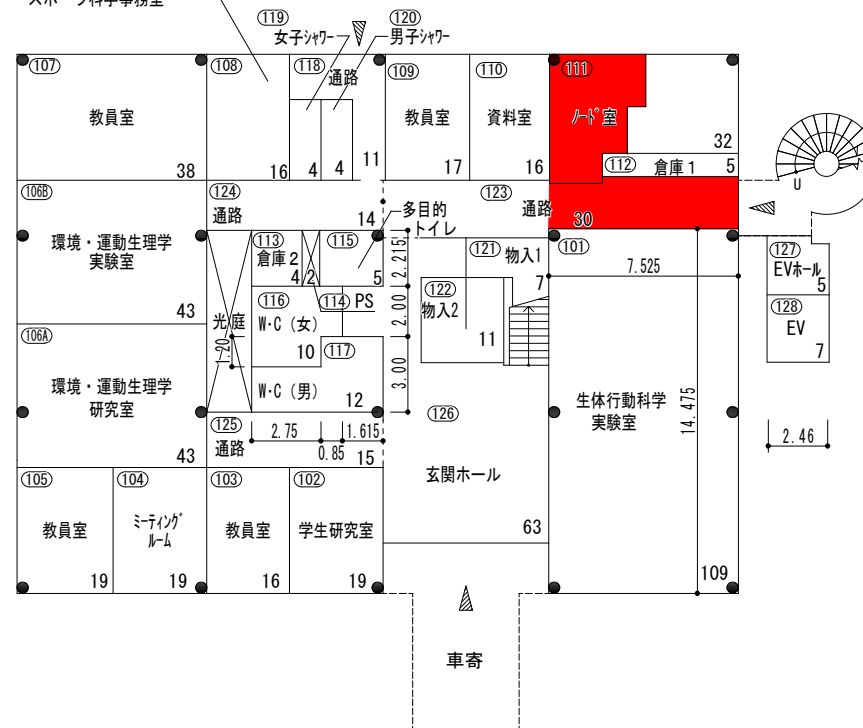 スポーツ科学事務室
119
120
女子シャワー
男子シャワー
107
108
118
通路
109
110
111
教員室
教員室
資料室
ノード室
38
16
4
4
11
17
16
32
112
倉庫1
5
106B
124
通路
14
123
通路
30
U
多目的
トイレ
環境・運動生理学
実験室
43
113
倉庫2
4
2
115
5
2.215
121
物入1
7
101
7.525
127
EVホール
5
114
PS
116
W・C（女）
10
2.00
122
物入2
11
128
EV
7
106A
光庭
1.20
117
W・C（男）
12
3.00
環境・運動生理学
研究室
43
126
生体行動科学
実験室
14.475
125
通路
2.75
0.85
1.615
15
2.46
玄関ホール
63
105
104
103
102
教員室
ミーティング
ルーム
教員室
学生研究室
19
19
16
19
109
車寄